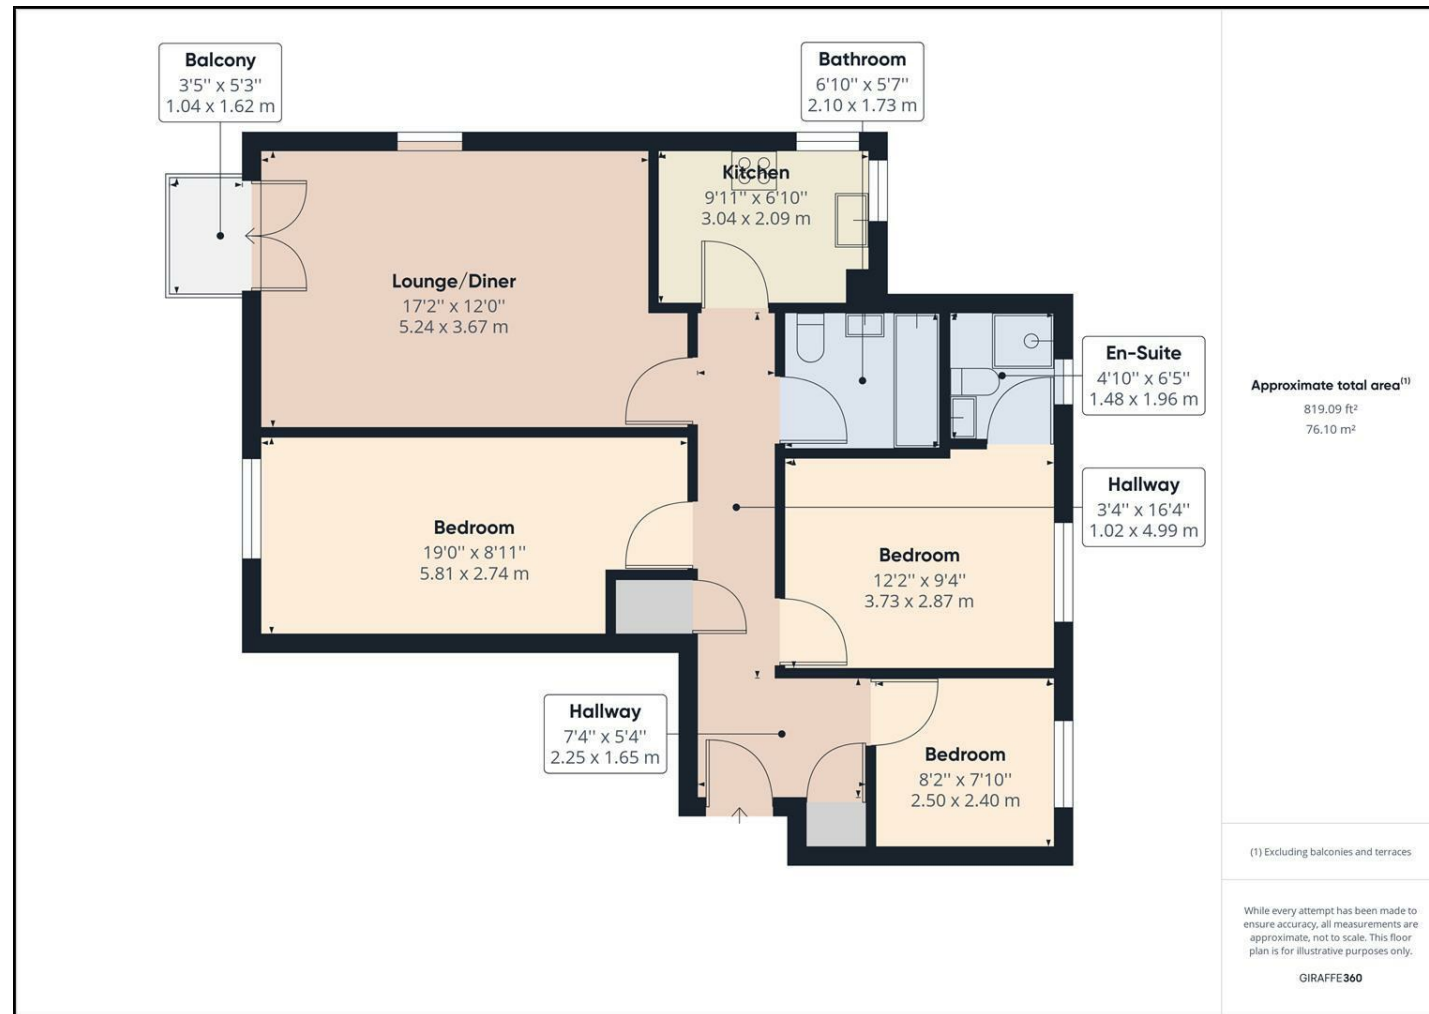 Balcony
3'5'' x 5'3''
1.04 x 1.62 m
Bathroom
6'10'' x 5'7''
2.10 x 1.73 m
Kitchen
9'11'' x 6'10''
3.04 x 2.09 m
Lounge/Diner
17'2'' x 12'0''
5.24 x 3.67 m
En-Suite
4'10'' x 6'5''
1.48 x 1.96 m
Hallway
3'4'' x 16'4''
1.02 x 4.99 m
Bedroom
19'0'' x 8'11''
5.81 x 2.74 m
Bedroom
12'2'' x 9'4''
3.73 x 2.87 m
Hallway
7'4'' x 5'4''
2.25 x 1.65 m
Bedroom
8'2'' x 7'10''
2.50 x 2.40 m
Approximate total area(1)
819.09 ft²
76.10 m²
(1) Excluding balconies and terraces
While every attempt has been made to
ensure accuracy, all measurements are
approximate, not to scale. This floor
plan is for illustrative purposes only.
GIRAFFE360